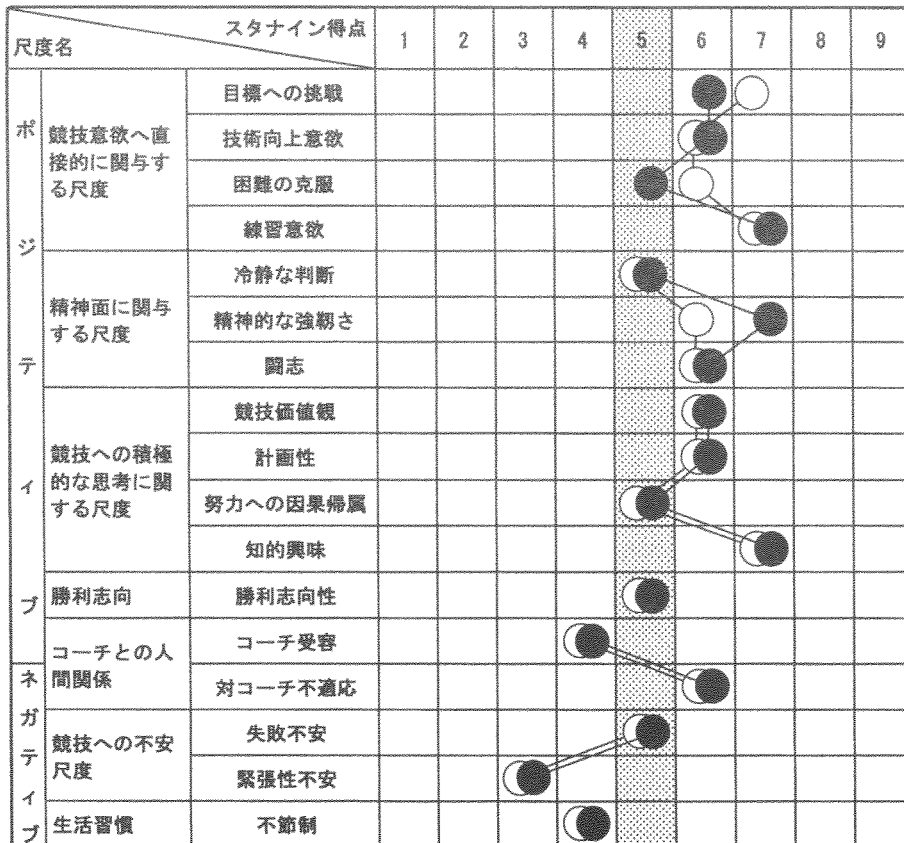 スタナイン得点
尺度名
1 2 3 4 5 6 7 8 9
ポジティブ
競技意欲へ直
接的に関与す
る尺度
目標への挑戦
技術向上意欲
困難の克服
練習意欲
精神面に関与
する尺度
冷静な判断
精神的な強靱さ
闘志
競技への積極
的な思考に関
する尺度
競技価値観
計画性
努力への因果帰属
知的興味
勝利志向
勝利志向性
コーチとの人
間関係
コーチ受容
対コーチ不適応
ネガティブ
競技への不安
尺度
失敗不安
緊張性不安
生活習慣
不節制